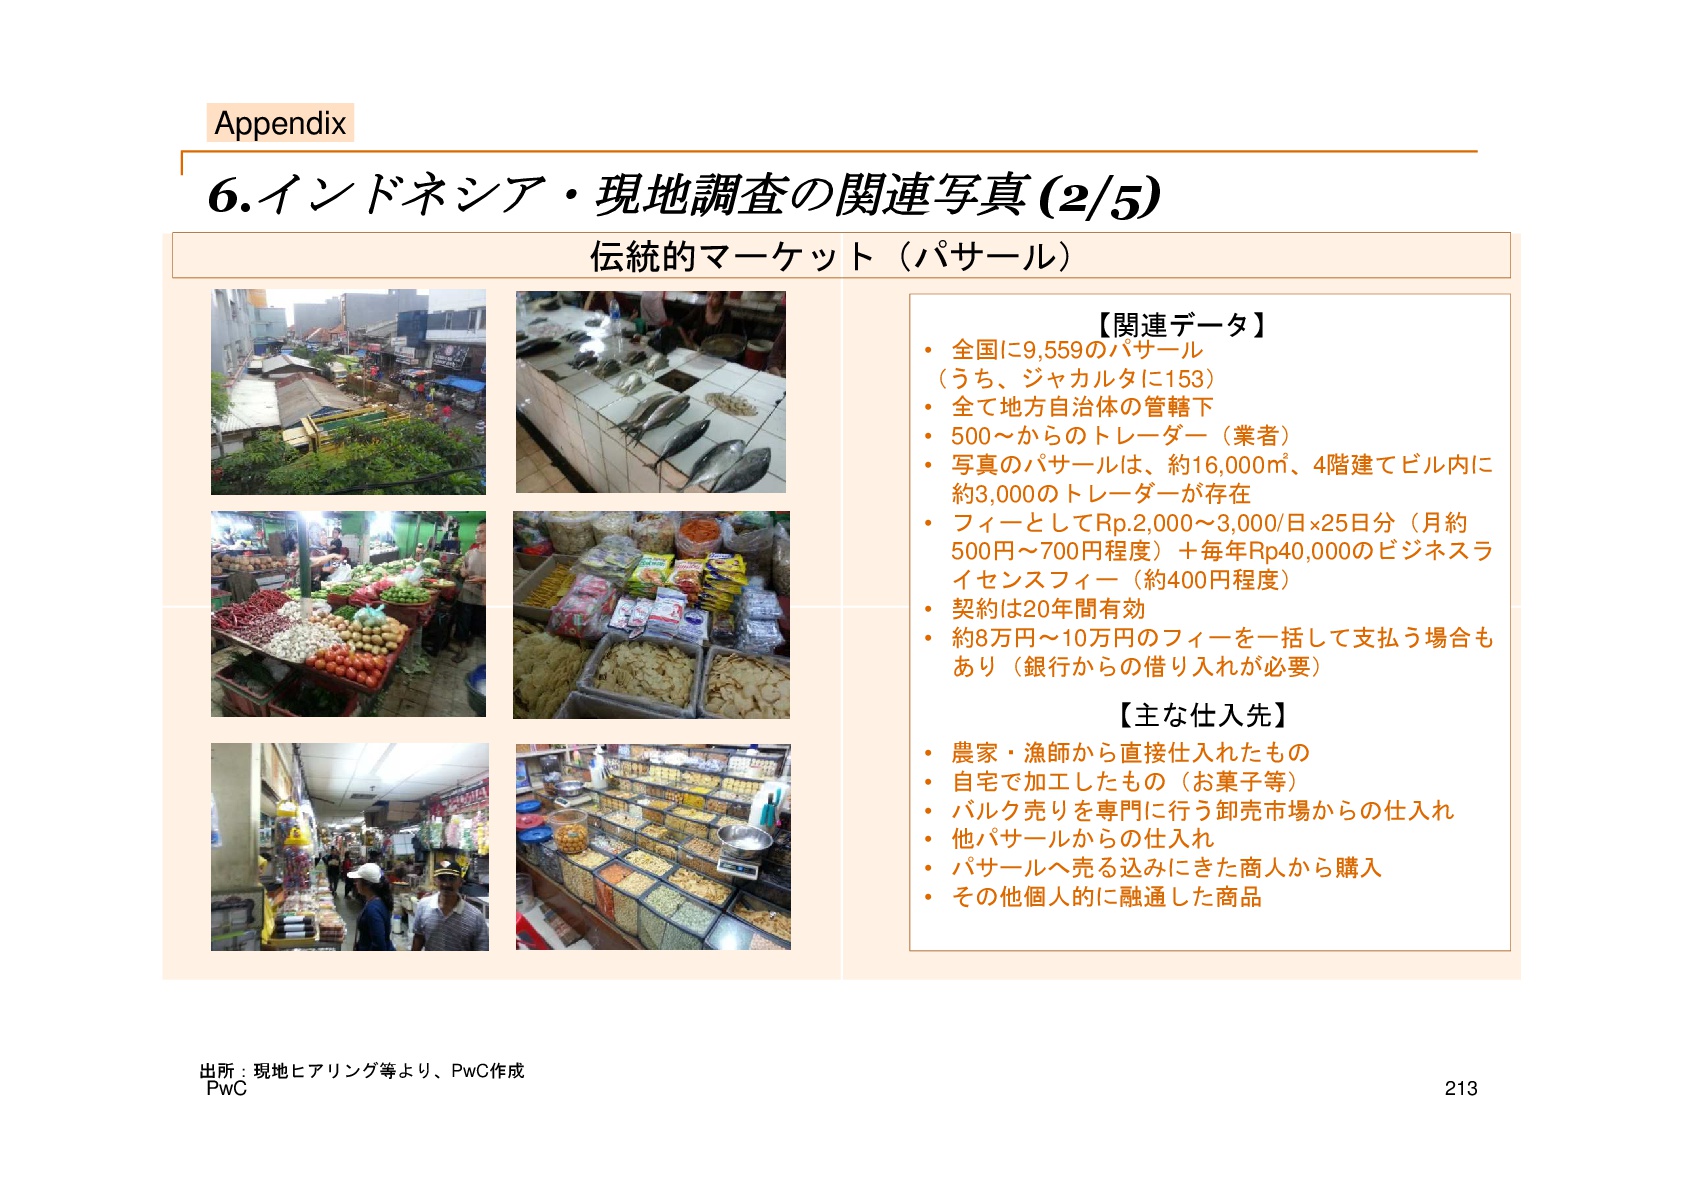 Appendix
6.インドネシア・現地調査の関連写真(2/5)
伝統的マーケット（パサール）
【関連データ】
• 全国に9,559のパサール
（うち、ジャカルタに153）
• 全て地方自治体の管轄下
• 500～からのトレーダー（業者）
• 写真のパサールは、約16,000㎡、4階建てビル内に
約3,000のトレーダーが存在
• フィーとしてRp.2,000～3,000/日×25日分（月約
500円～700円程度）＋毎年Rp40,000のビジネスラ
イセンスフィー（約400円程度）
• 契約は20年間有効
• 約8万円～10万円のフィーを一括して支払う場合も
あり（銀行からの借り入れが必要）
【主な仕入先】
• 農家・漁師から直接仕入れたもの
• 自宅で加工したもの（お菓子等）
• バルク売りを専門に行う卸売市場からの仕入れ
• 他パサールからの仕入れ
• パサールへ売る込みにきた商人から購入
• その他個人的に融通した商品
出所：現地ヒアリング等より、PwC作成
PwC
213